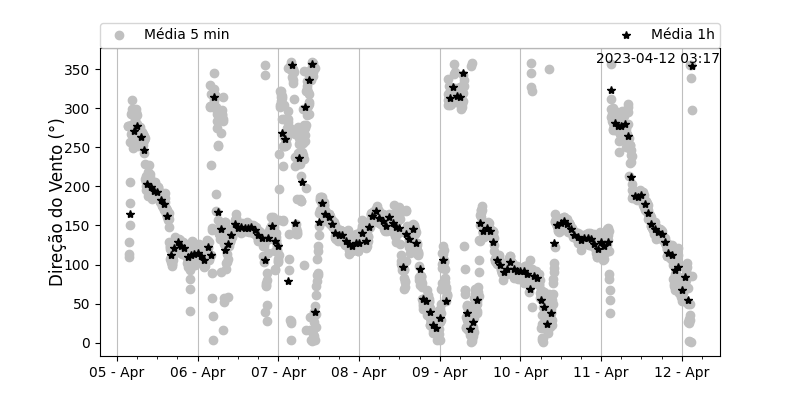 Média 5 min
Média 1h
2023-04-12 03:17
Direção do Vento (°)
350
300
250
200
150
100
50
0
05 - Apr
06 - Apr
07 - Apr
08 - Apr
09 - Apr
10 - Apr
11 - Apr
12 - Apr